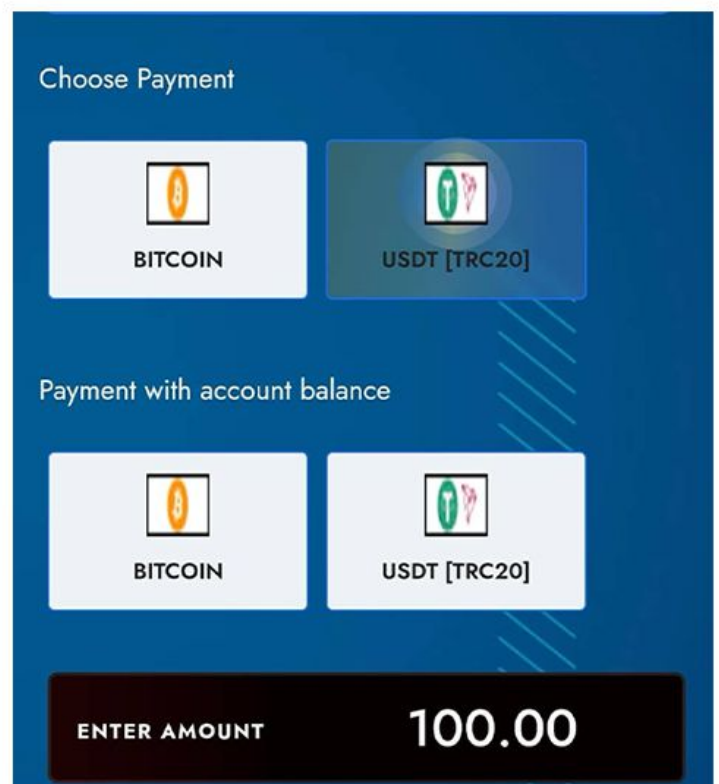 Choose Payment
BITCOIN
USDT [TRC20]
Payment with account balance
BITCOIN
USDT [TRC20]
ENTER AMOUNT 100.00